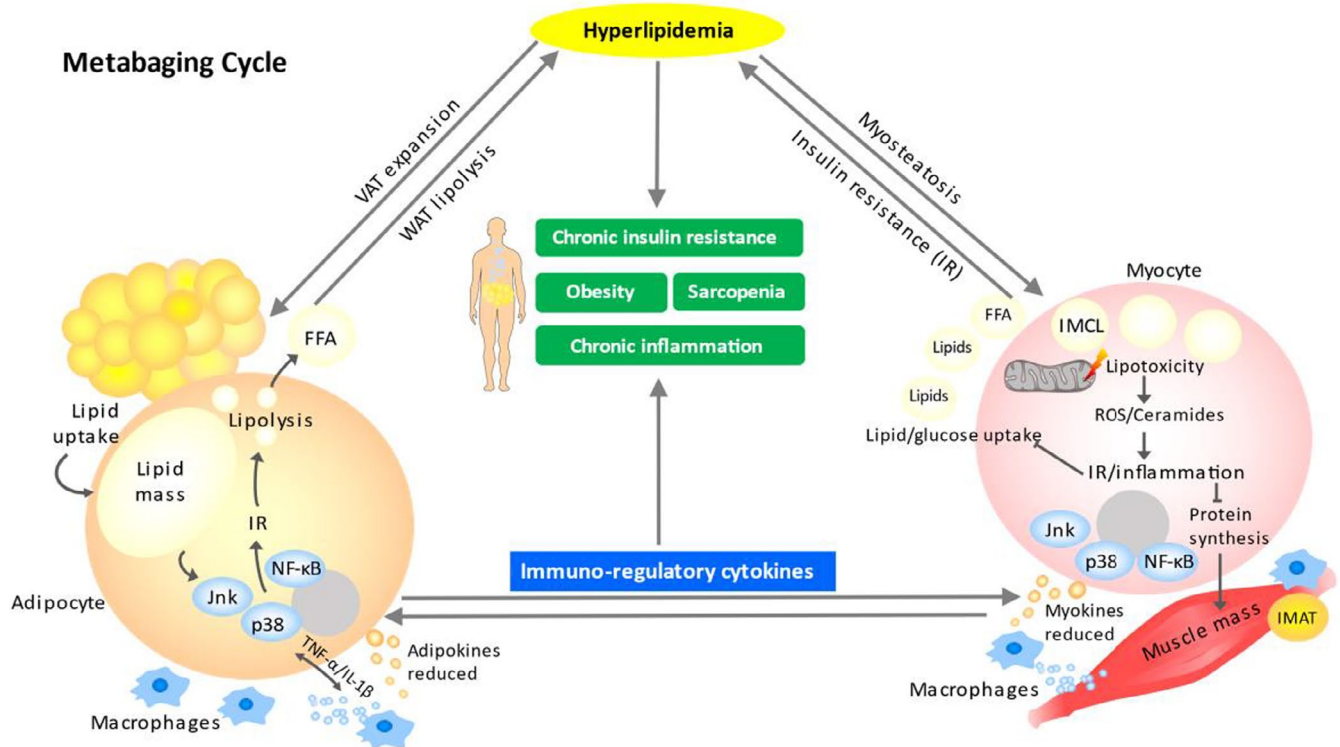 Hyperlipidemia
Metabaging Cycle
VAT expansion
WAT lipolysis
Myosteatosis
Insulin resistance (IR)
Chronic insulin resistance
Obesity
Sarcopenia
Chronic inflammation
FFA
Lipid
uptake
Lipolysis
Lipid
mass
IR
NF-κB
Jnk
p38
Adipocyte
TNF-α/IL-1β
Adipokines
reduced
Macrophages
Immuno-regulatory cytokines
Myocyte
FFA
IMCL
Lipids
Lipotoxicity
Lipids
ROS/Ceramides
Lipid/glucose uptake
IR/inflammation
Protein
synthesis
Jnk
p38
NF-κB
Myokines
reduced
Muscle mass
IMAT
Macrophages